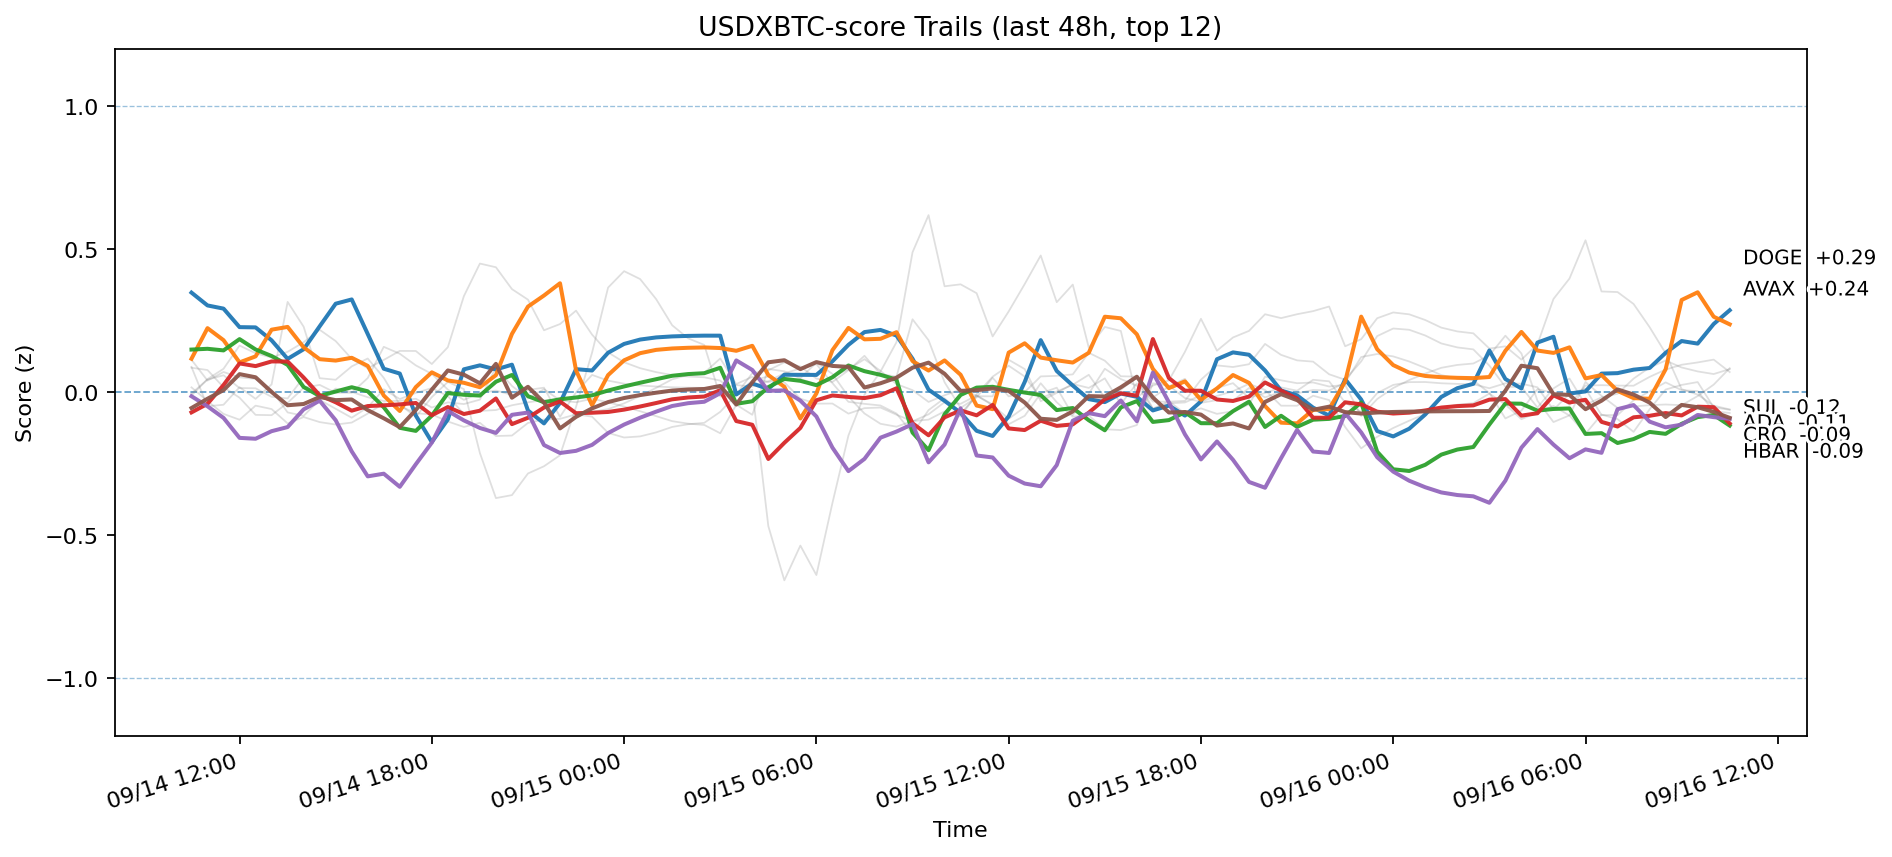 USDXBTC-score Trails (last 48h, top 12)
Score (z)
1.0
0.5
0.0
−0.5
−1.0
DOGE +0.29
AVAX +0.24
SUI -0.12
ADA -0.11
CRO -0.09
HBAR -0.09
09/14 12:00
09/14 18:00
09/15 00:00
09/15 06:00
09/15 12:00
09/15 18:00
09/16 00:00
09/16 06:00
09/16 12:00
Time